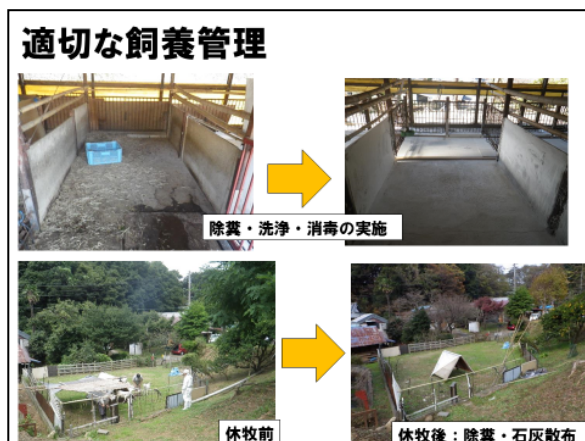 適切な飼養管理
除糞・洗浄・消毒の実施
休牧前
休牧後：除糞・石灰散布